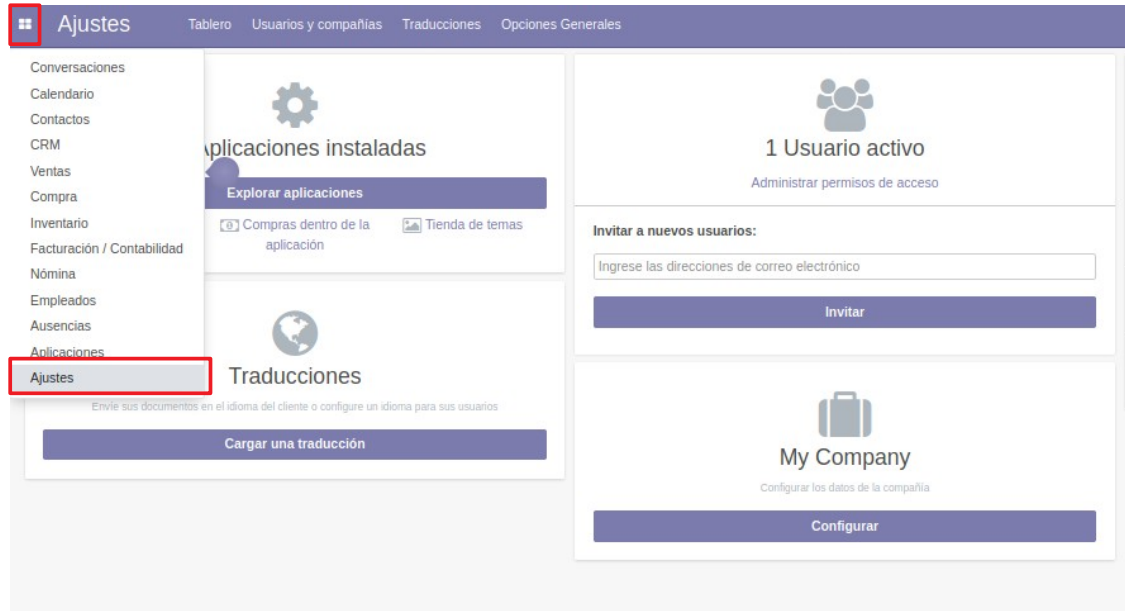 Ajustes Tablero Usuarios y compañías Traducciones Opciones Generales
Conversaciones
Calendario
Contactos
CRM
Ventas
Compra
Inventario
Facturación / Contabilidad
Nómina
Empleados
Ausencias
Aplicaciones
Ajustes
plicaciones instaladas
Explorar aplicaciones
Compras dentro de la
aplicación
Tienda de temas
Traducciones
Envíe sus documentos en el idioma del cliente o configure un idioma para sus usuarios
Cargar una traducción
1 Usuario activo
Administrar permisos de acceso
Invitar a nuevos usuarios:
Ingrese las direcciones de correo electrónico
Invitar
My Company
Configurar los datos de la compañía
Configurar